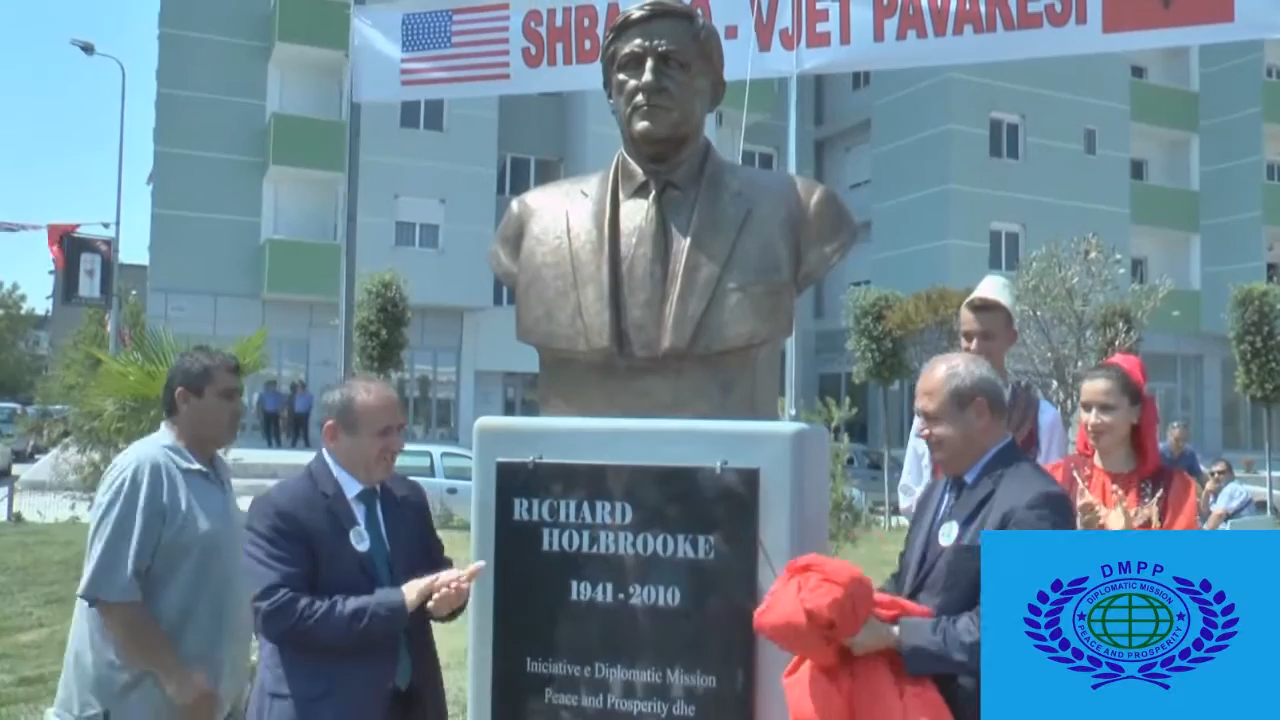 SHBA - VJET PAVARËSI
RICHARD
HOLBROOKE
1941 - 2010
Iniciative e Diplomatic Mission
Peace and Prosperity dhe
DMPP
DIPLOMATIC MISSION
PEACE AND PROSPERITY